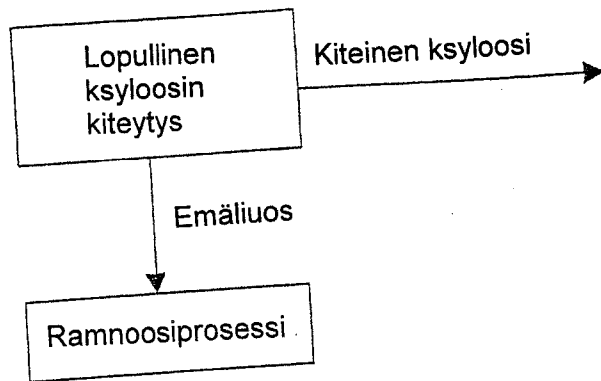 Lopullinen
ksyloosin
kiteytys
Kiteinen ksyloosi
Emäliuos
Ramnoosiprosessi